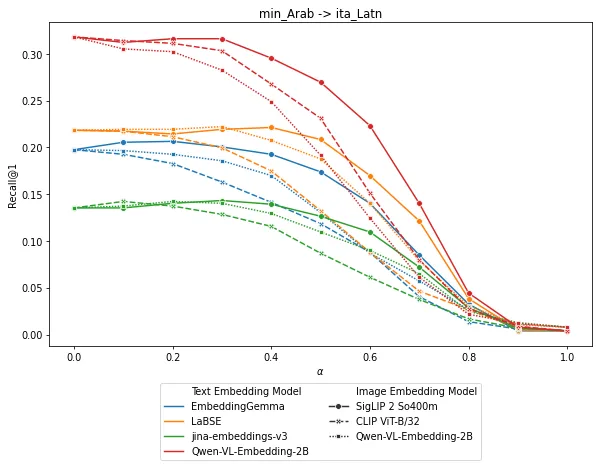 min_Arab -> ita_Latn
Recall@1
0.30
0.25
0.20
0.15
0.10
0.05
0.00
0.0 0.2 0.4 0.6 0.8 1.0
α
Text Embedding Model Image Embedding Model
EmbeddingGemma SigLIP 2 So400m
LaBSE CLIP ViT-B/32
jina-embeddings-v3 Qwen-VL-Embedding-2B
Qwen-VL-Embedding-2B